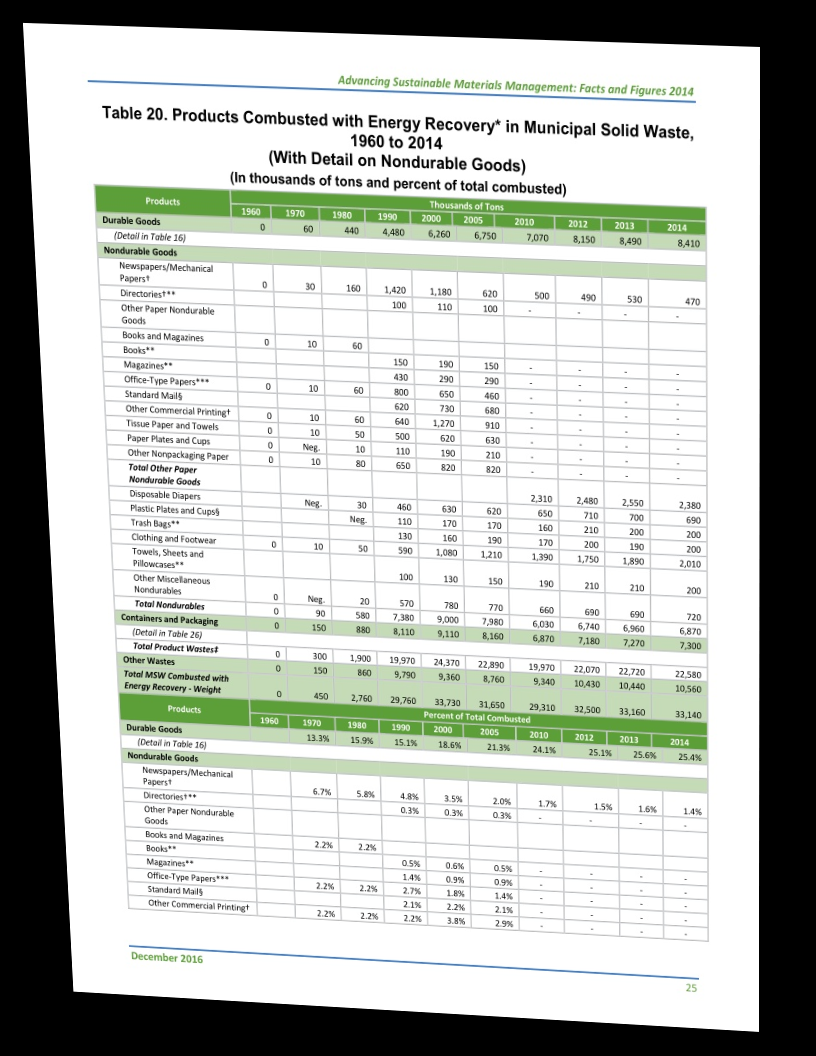 Advancing Sustainable Materials Management: Facts and Figures 2014
Table 20. Products Combusted with Energy Recovery* in Municipal Solid Waste,
1960 to 2014
(With Detail on Nondurable Goods)
(In thousands of tons and percent of total combusted)
Products Thousands of Tons
1960 1970 1980 1990 2000 2005 2010 2012 2013 2014
Durable Goods 0 60 440 4,480 6,260 6,750 7,070 8,150 8,490 8,410
(Detail in Table 16)
Nondurable Goods
Newspapers/Mechanical
Papers† 0 30 160 1,420 1,180 620 500 490 530 470
Directories†** 100 110 100 - - - -
Other Paper Nondurable
Goods
Books and Magazines 0 10 60
Books** 150 190 150 - - - -
Magazines** 430 290 290 - - - -
Office-Type Papers*** 0 10 60 800 650 460 - - - -
Standard Mail§ 620 730 680 - - - -
Other Commercial Printing† 0 10 60 640 1,270 910 - - - -
Tissue Paper and Towels 0 10 50 500 620 630 - - - -
Paper Plates and Cups 0 Neg. 10 110 190 210 - - - -
Other Nonpackaging Paper 0 10 80 650 820 820 - - - -
Total Other Paper
Nondurable Goods 2,310 2,480 2,550 2,380
Disposable Diapers Neg. 30 460 630 620 650 710 700 690
Plastic Plates and Cups§ Neg. 110 170 170 160 210 200 200
Trash Bags** 130 160 190 170 200 190 200
Clothing and Footwear 0 10 50 590 1,080 1,210 1,390 1,750 1,890 2,010
Towels, Sheets and
Pillowcases** 100 130 150 190 210 210 200
Other Miscellaneous
Nondurables 0 Neg. 20 570 780 770 660 690 690 720
Total Nondurables 0 90 580 7,380 9,000 7,980 6,030 6,740 6,960 6,870
Containers and Packaging 0 150 880 8,110 9,110 8,160 6,870 7,180 7,270 7,300
(Detail in Table 26)
Total Product Wastes‡ 0 300 1,900 19,970 24,370 22,890 19,970 22,070 22,720 22,580
Other Wastes 0 150 860 9,790 9,360 8,760 9,340 10,430 10,440 10,560
Total MSW Combusted with
Energy Recovery - Weight 0 450 2,760 29,760 33,730 31,650 29,310 32,500 33,160 33,140
Products Percent of Total Combusted
1960 1970 1980 1990 2000 2005 2010 2012 2013 2014
Durable Goods 13.3% 15.9% 15.1% 18.6% 21.3% 24.1% 25.1% 25.6% 25.4%
(Detail in Table 16)
Nondurable Goods
Newspapers/Mechanical
Papers† 6.7% 5.8% 4.8% 3.5% 2.0% 1.7% 1.5% 1.6% 1.4%
Directories†** 0.3% 0.3% 0.3% - - - -
Other Paper Nondurable
Goods
Books and Magazines 2.2% 2.2%
Books** 0.5% 0.6% 0.5% - - - -
Magazines** 1.4% 0.9% 0.9% - - - -
Office-Type Papers*** 2.2% 2.2% 2.7% 1.8% 1.4% - - - -
Standard Mail§ 2.1% 2.2% 2.1% - - - -
Other Commercial Printing† 2.2% 2.2% 2.2% 3.8% 2.9% - - - -
December 2016
25